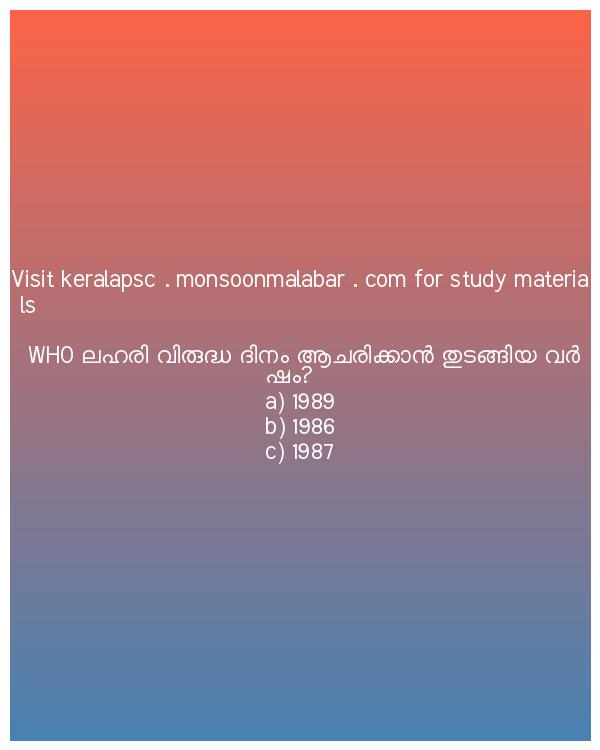 Visit keralapsc . monsoonmalabar . com for study materia
ls
WHO ലഹരി വിരുദ്ധ ദിനം ആചരിക്കാൻ തുടങ്ങിയ വർ
ഷം?
a) 1989
b) 1986
c) 1987